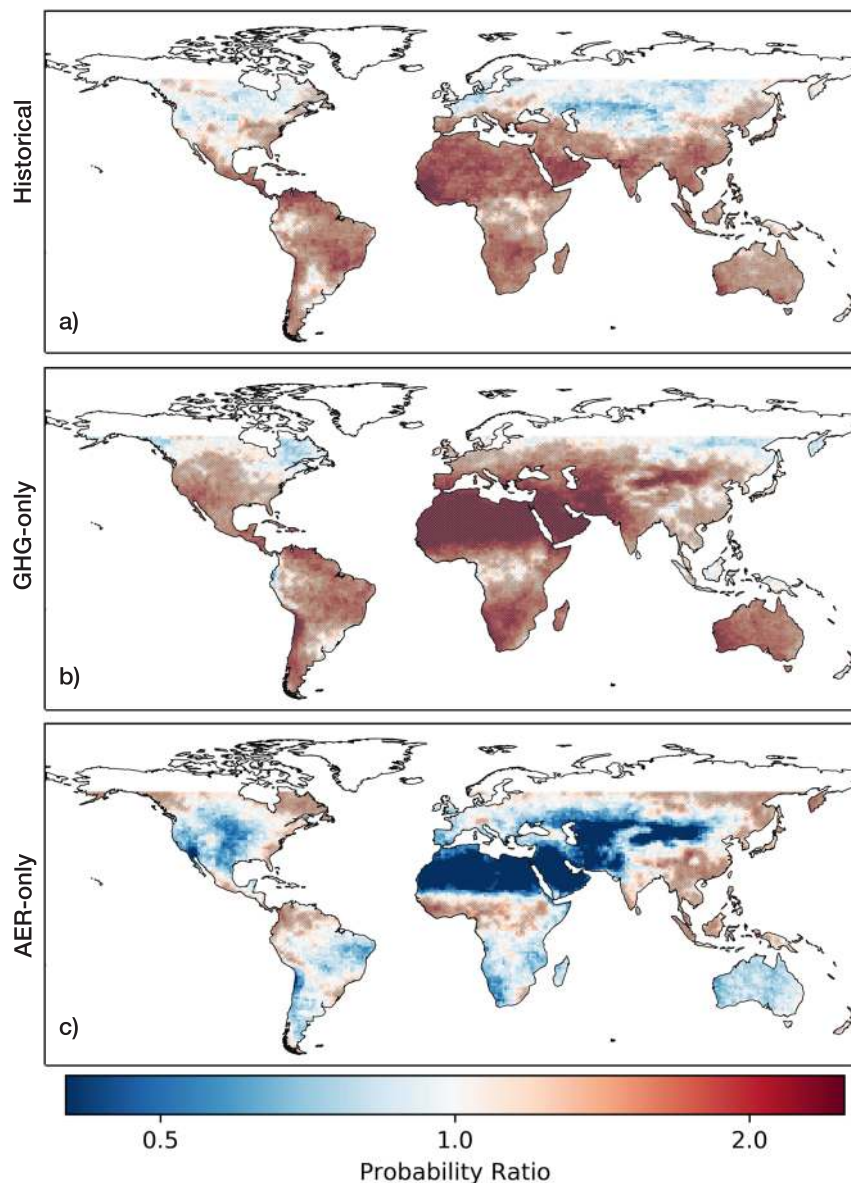 Historical
a)
GHG-only
b)
AER-only
c)
0.5 1.0 2.0
Probability Ratio